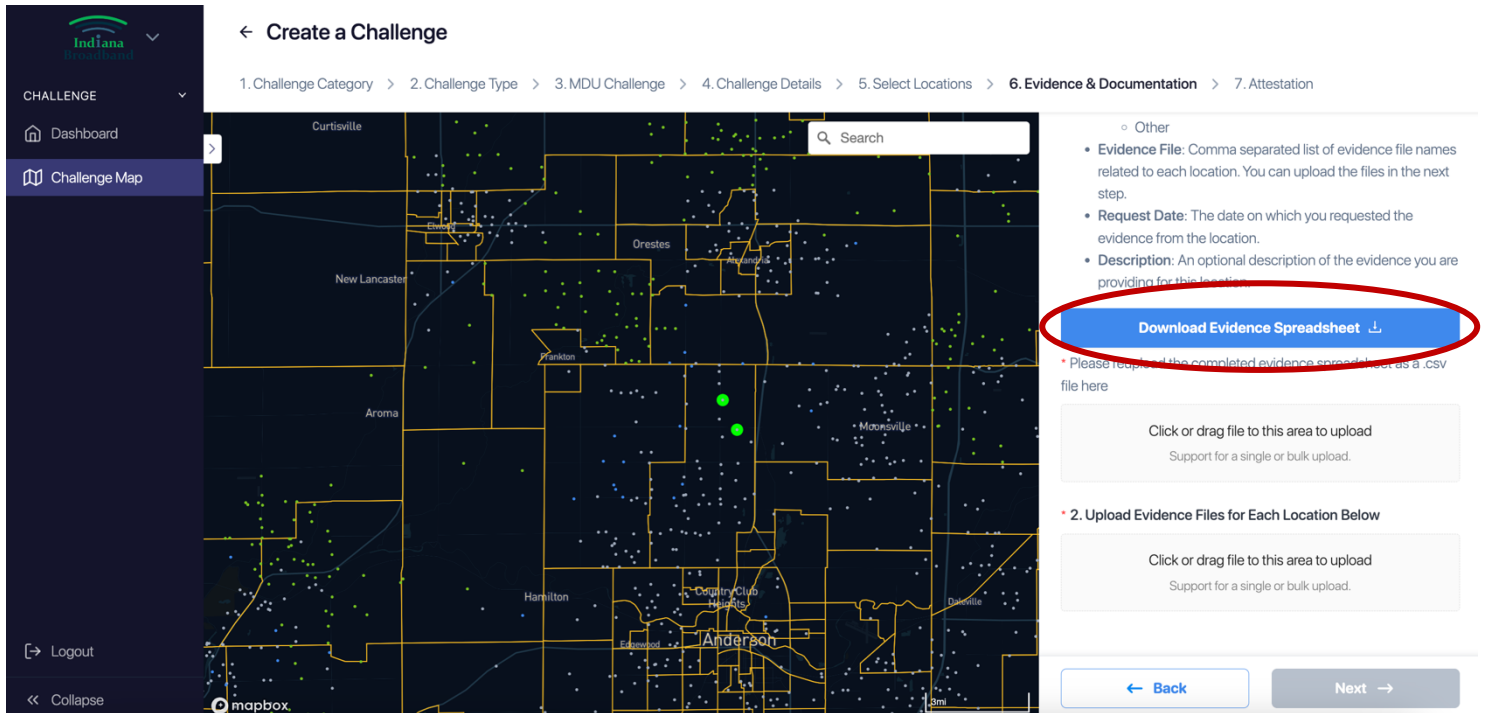 Indiana
Broadband
← Create a Challenge
1. Challenge Category > 2. Challenge Type > 3. MDU Challenge > 4. Challenge Details > 5. Select Locations > 6. Evidence & Documentation > 7. Attestation
CHALLENGE
Dashboard
Challenge Map
Logout
Collapse
Search
Curtisville
Elwood
Orestes
Alexandria
New Lancaster
Frankton
Aroma
Moonsville
Hamilton
Country Club
Heights
Daleville
Edgewood
Anderson
mapbox
3mi
Other
Evidence File: Comma separated list of evidence file names
related to each location. You can upload the files in the next
step.
Request Date: The date on which you requested the
evidence from the location.
Description: An optional description of the evidence you are
providing for this location.
Download Evidence Spreadsheet
* Please reupload the completed evidence spreadsheet as a .csv
file here
Click or drag file to this area to upload
Support for a single or bulk upload.
* 2. Upload Evidence Files for Each Location Below
Click or drag file to this area to upload
Support for a single or bulk upload.
← Back
Next →